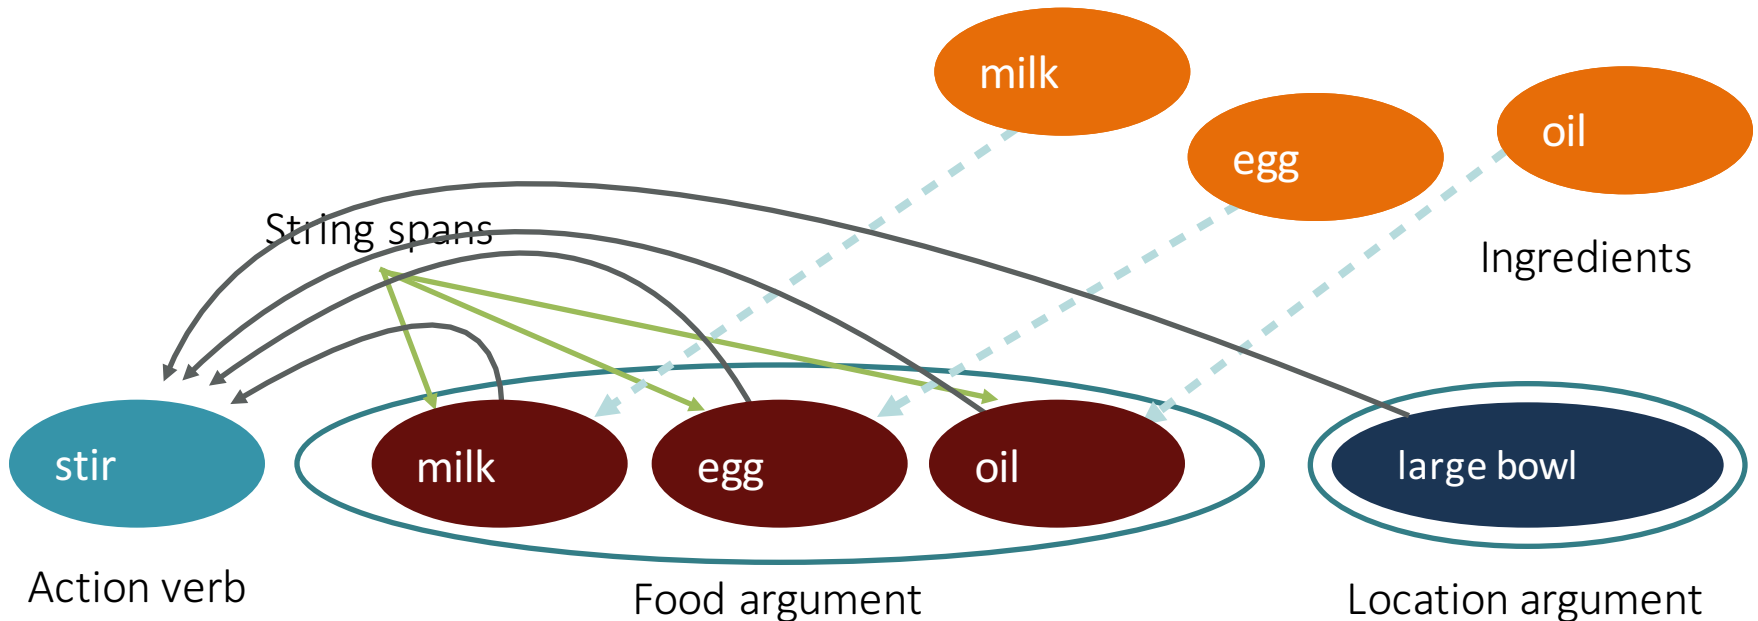 milk
oil
egg
String spans
Ingredients
stir
milk
egg
oil
large bowl
Action verb
Food argument
Location argument